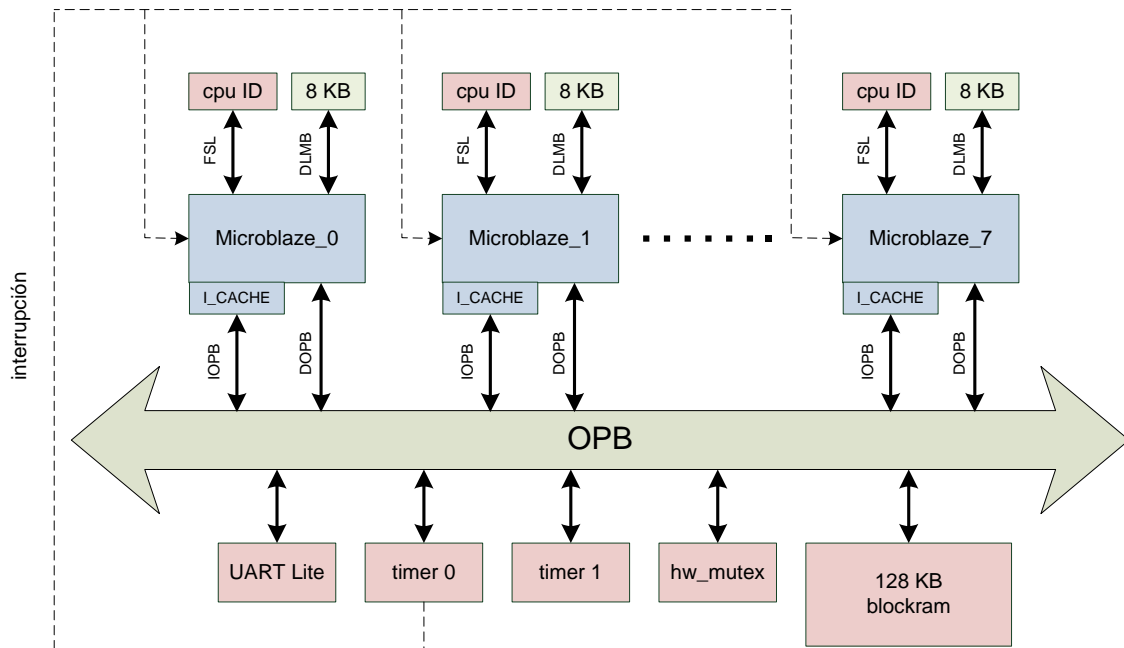 cpu ID
8 KB
cpu ID
8 KB
cpu ID
8 KB
FSL
DLMB
FSL
DLMB
FSL
DLMB
Microblaze_0
Microblaze_1
Microblaze_7
I_CACHE
I_CACHE
I_CACHE
interrupción
IOPB
DOPB
IOPB
DOPB
IOPB
DOPB
OPB
UART Lite
timer 0
timer 1
hw_mutex
128 KB
blockram